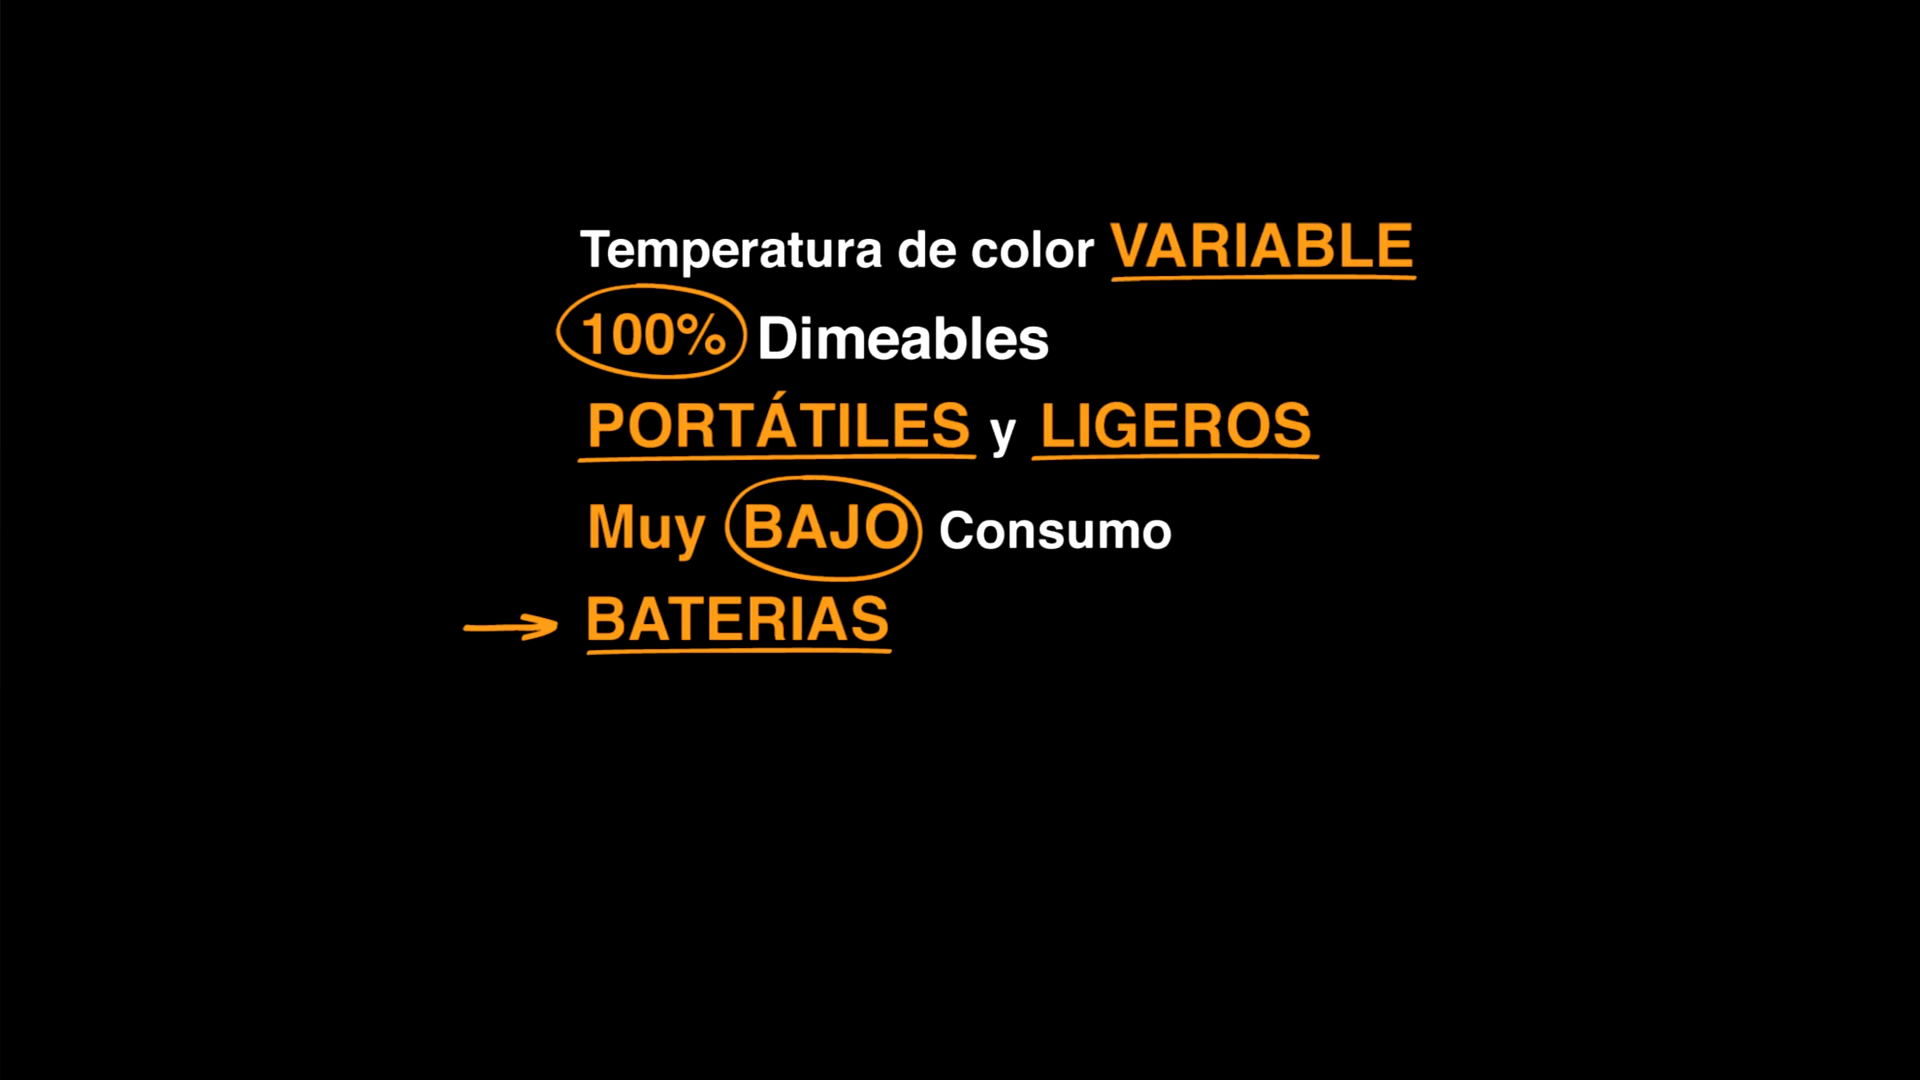 Temperatura de color VARIABLE
100% Dimeables
PORTÁTILES y LIGEROS
Muy BAJO Consumo
BATERIAS